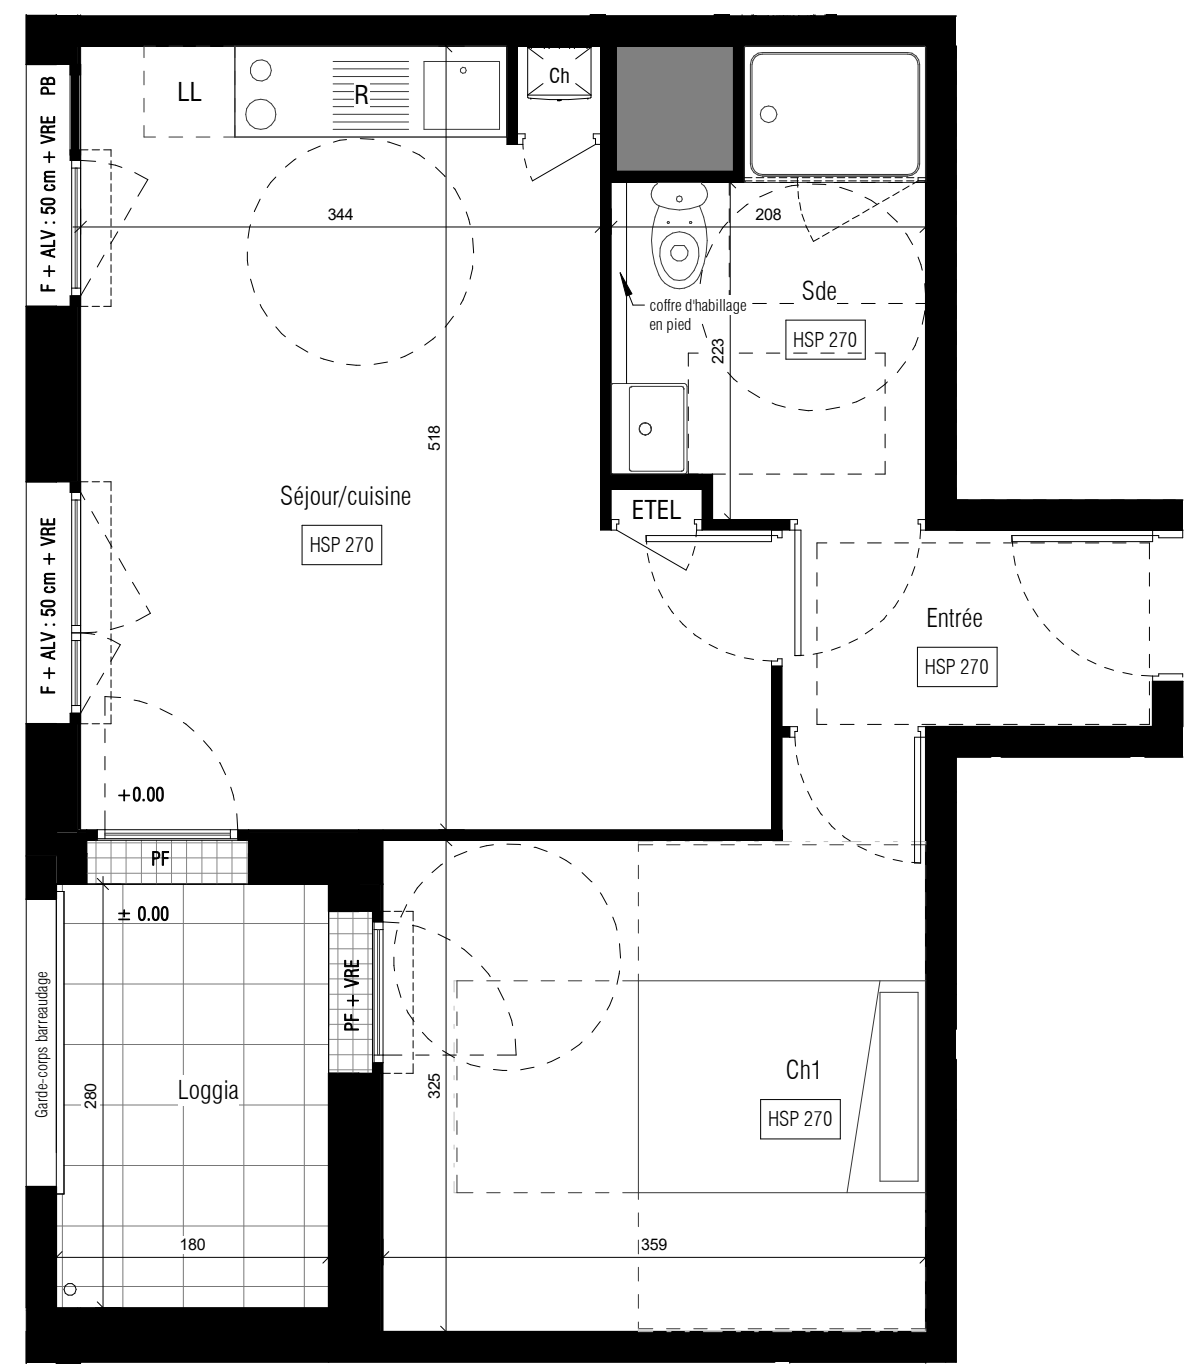 F + ALV : 50 cm + VRE PB
LL
R
Ch
344
208
Sde
HSP 270
coffre d'habillage
en pied
223
518
Séjour/cuisine
HSP 270
ETEL
F + ALV : 50 cm + VRE
Entrée
HSP 270
+0.00
PF
± 0.00
PF + VRE
Garde-corps barreaudage
280
Loggia
325
Ch1
HSP 270
180
359